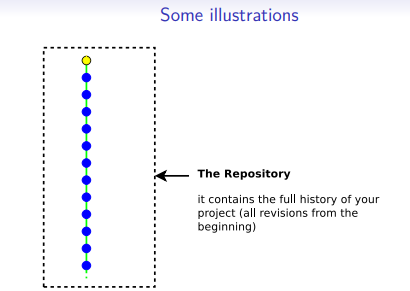 Some illustrations
The Repository
it contains the full history of your
project (all revisions from the
beginning)